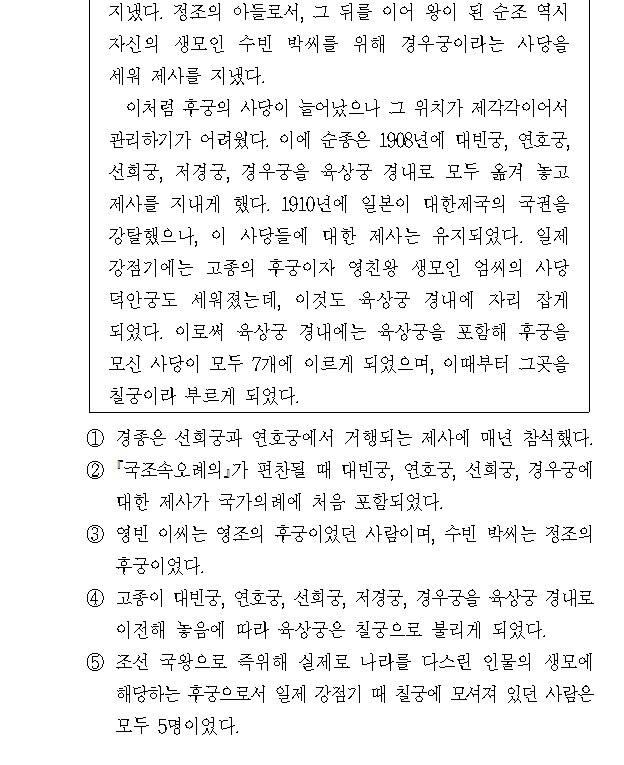 지냈다. 정조의 아들로서, 그 뒤를 이어 왕이 된 순조 역시
자신의 생모인 수빈 박씨를 위해 경우궁이라는 사당을
세워 제사를 지냈다.
이처럼 후궁의 사당이 늘어났으나 그 위치가 제각각이어서
관리하기가 어려웠다. 이에 순종은 1908년에 대빈궁, 연호궁,
선희궁, 저경궁, 경우궁을 육상궁 경내로 모두 옮겨 놓고
제사를 지내게 했다. 1910년에 일본이 대한제국의 국권을
강탈했으나, 이 사당들에 대한 제사는 유지되었다. 일제
강점기에는 고종의 후궁이자 영친왕 생모인 엄씨의 사당
덕안궁도 세워졌는데, 이것도 육상궁 경내에 자리 잡게
되었다. 이로써 육상궁 경내에는 육상궁을 포함해 후궁을
모신 사당이 모두 7개에 이르게 되었으며, 이때부터 그곳을
칠궁이라 부르게 되었다.
① 경종은 선희궁과 연호궁에서 거행되는 제사에 매년 참석했다.
② 『국조속오례의』가 편찬될 때 대빈궁, 연호궁, 선희궁, 경우궁에
대한 제사가 국가의례에 처음 포함되었다.
③ 영빈 이씨는 영조의 후궁이었던 사람이며, 수빈 박씨는 정조의
후궁이었다.
④ 고종이 대빈궁, 연호궁, 선희궁, 저경궁, 경우궁을 육상궁 경내로
이전해 놓음에 따라 육상궁은 칠궁으로 불리게 되었다.
⑤ 조선 국왕으로 즉위해 실제로 나라를 다스린 인물의 생모에
해당하는 후궁으로서 일제 강점기 때 칠궁에 모셔져 있던 사람은
모두 5명이었다.